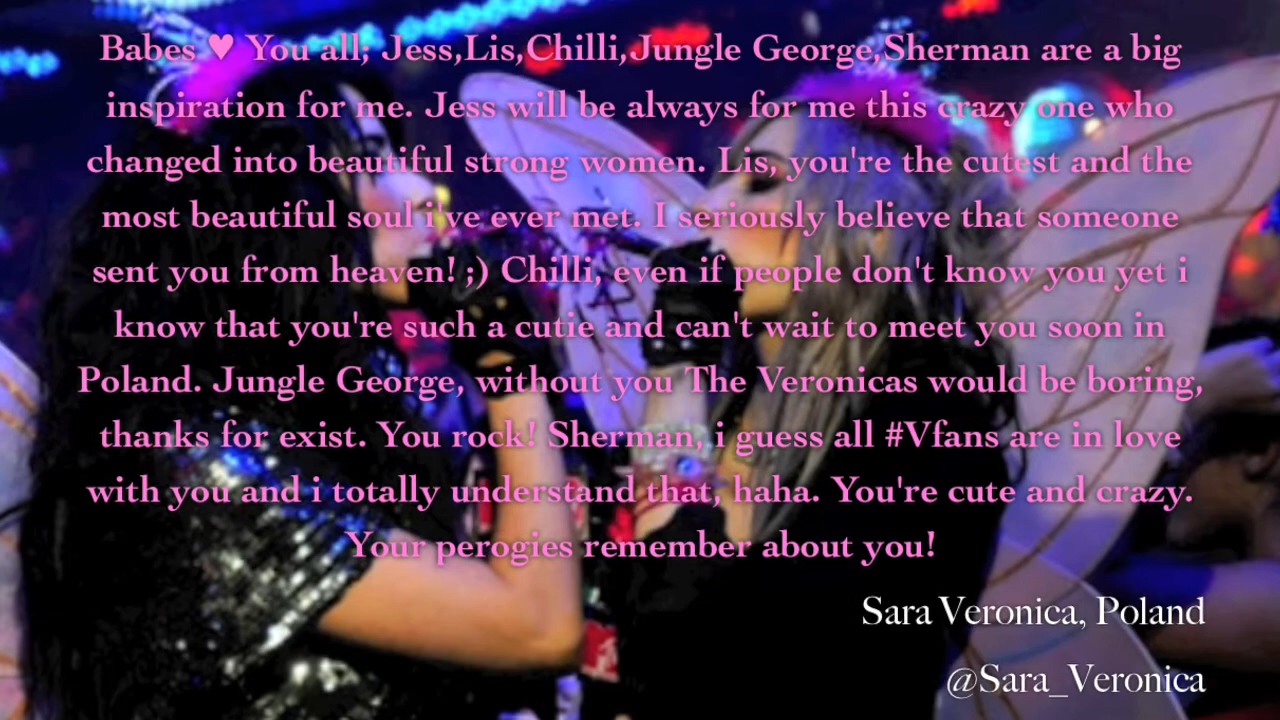 Babes ♥ You all; Jess,Lis,Chilli,Jungle George,Sherman are a big
inspiration for me. Jess will be always for me this crazy one who
changed into beautiful strong women. Lis, you're the cutest and the
most beautiful soul i've ever met. I seriously believe that someone
sent you from heaven! ;) Chilli, even if people don't know you yet i
know that you're such a cutie and can't wait to meet you soon in
Poland. Jungle George, without you The Veronicas would be boring,
thanks for exist. You rock! Sherman, i guess all #Vfans are in love
with you and i totally understand that, haha. You're cute and crazy.
Your perogies remember about you!
Sara Veronica, Poland
@Sara_Veronica